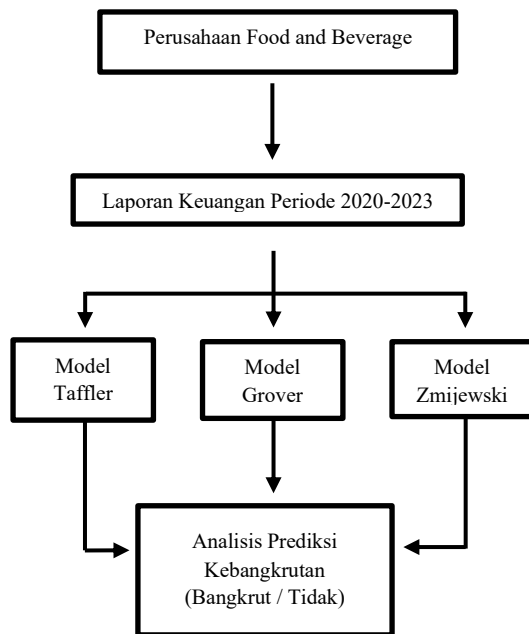 Perusahaan Food and Beverage
Laporan Keuangan Periode 2020-2023
Model
Taffler
Model
Grover
Model
Zmijewski
Analisis Prediksi
Kebangkrutan
(Bangkrut / Tidak)